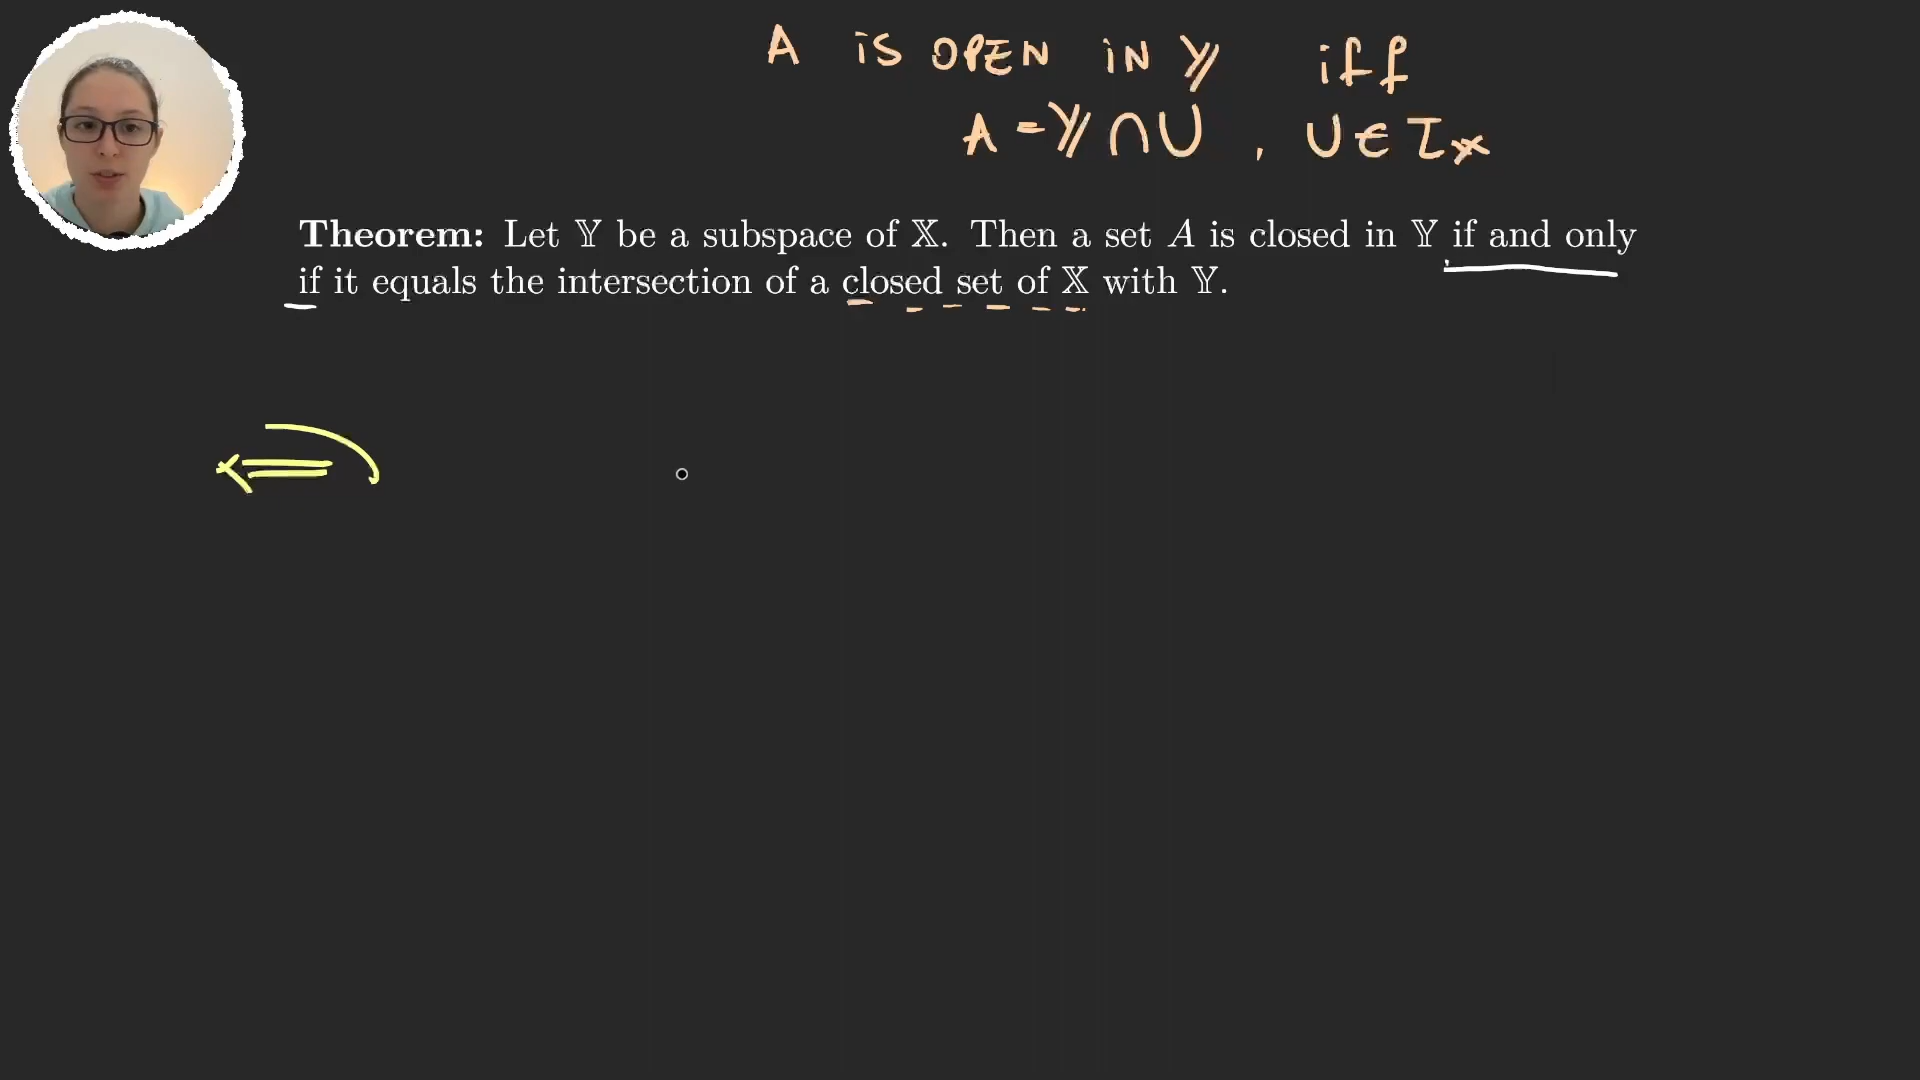 A iS OPEN iN 𝕐 iff
A = 𝕐 ∩ U , U ∈ τ_𝕏
Theorem: Let 𝕐 be a subspace of 𝕏. Then a set A is closed in 𝕐 if and only
if it equals the intersection of a closed set of 𝕏 with 𝕐.
⇐)